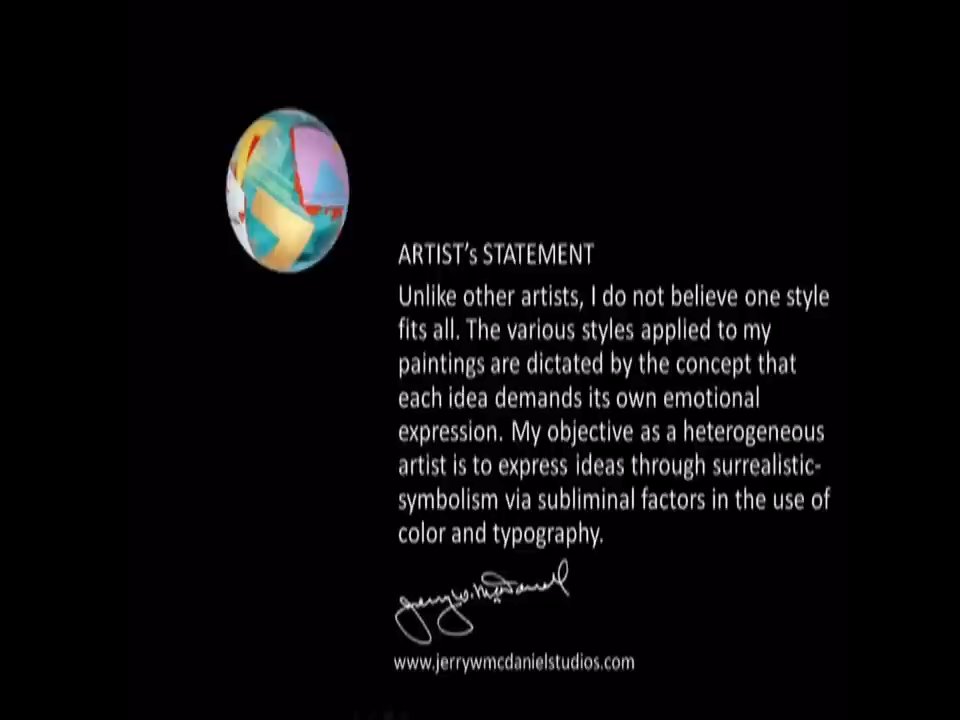 ARTIST's STATEMENT
Unlike other artists, I do not believe one style
fits all. The various styles applied to my
paintings are dictated by the concept that
each idea demands its own emotional
expression. My objective as a heterogeneous
artist is to express ideas through surrealistic-
symbolism via subliminal factors in the use of
color and typography.
Jerry W. McDaniel
www.jerrywmcdanielstudios.com